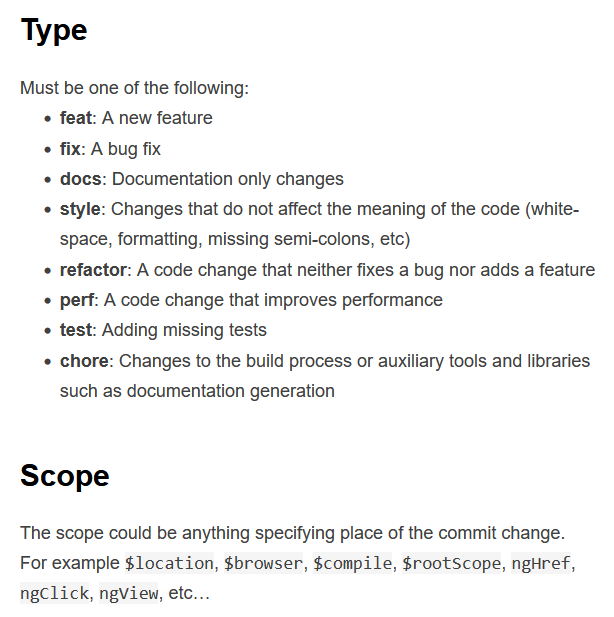 Type
Must be one of the following:
• feat: A new feature
• fix: A bug fix
• docs: Documentation only changes
• style: Changes that do not affect the meaning of the code (white-
space, formatting, missing semi-colons, etc)
• refactor: A code change that neither fixes a bug nor adds a feature
• perf: A code change that improves performance
• test: Adding missing tests
• chore: Changes to the build process or auxiliary tools and libraries
such as documentation generation
Scope
The scope could be anything specifying place of the commit change.
For example $location, $browser, $compile, $rootScope, ngHref,
ngClick, ngView, etc…